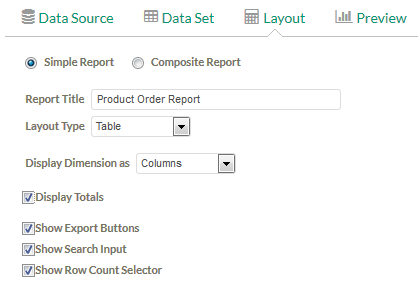 Data Source Data Set Layout Preview
Simple Report Composite Report
Report Title Product Order Report
Layout Type Table
Display Dimension as Columns
Display Totals
Show Export Buttons
Show Search Input
Show Row Count Selector